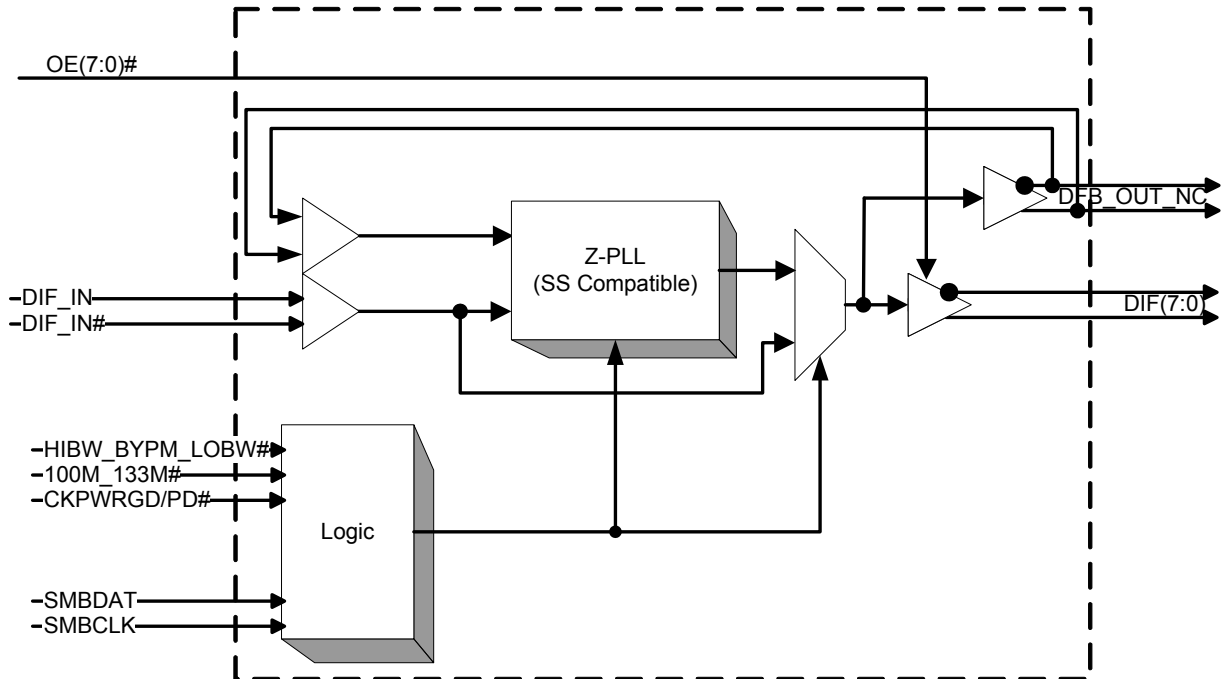 OE(7:0)#
DFB_OUT_NC
Z-PLL
(SS Compatible)
DIF_IN
DIF_IN#
DIF(7:0)
HIBW_BYPM_LOBW#
100M_133M#
CKPWRGD/PD#
Logic
SMBDAT
SMBCLK